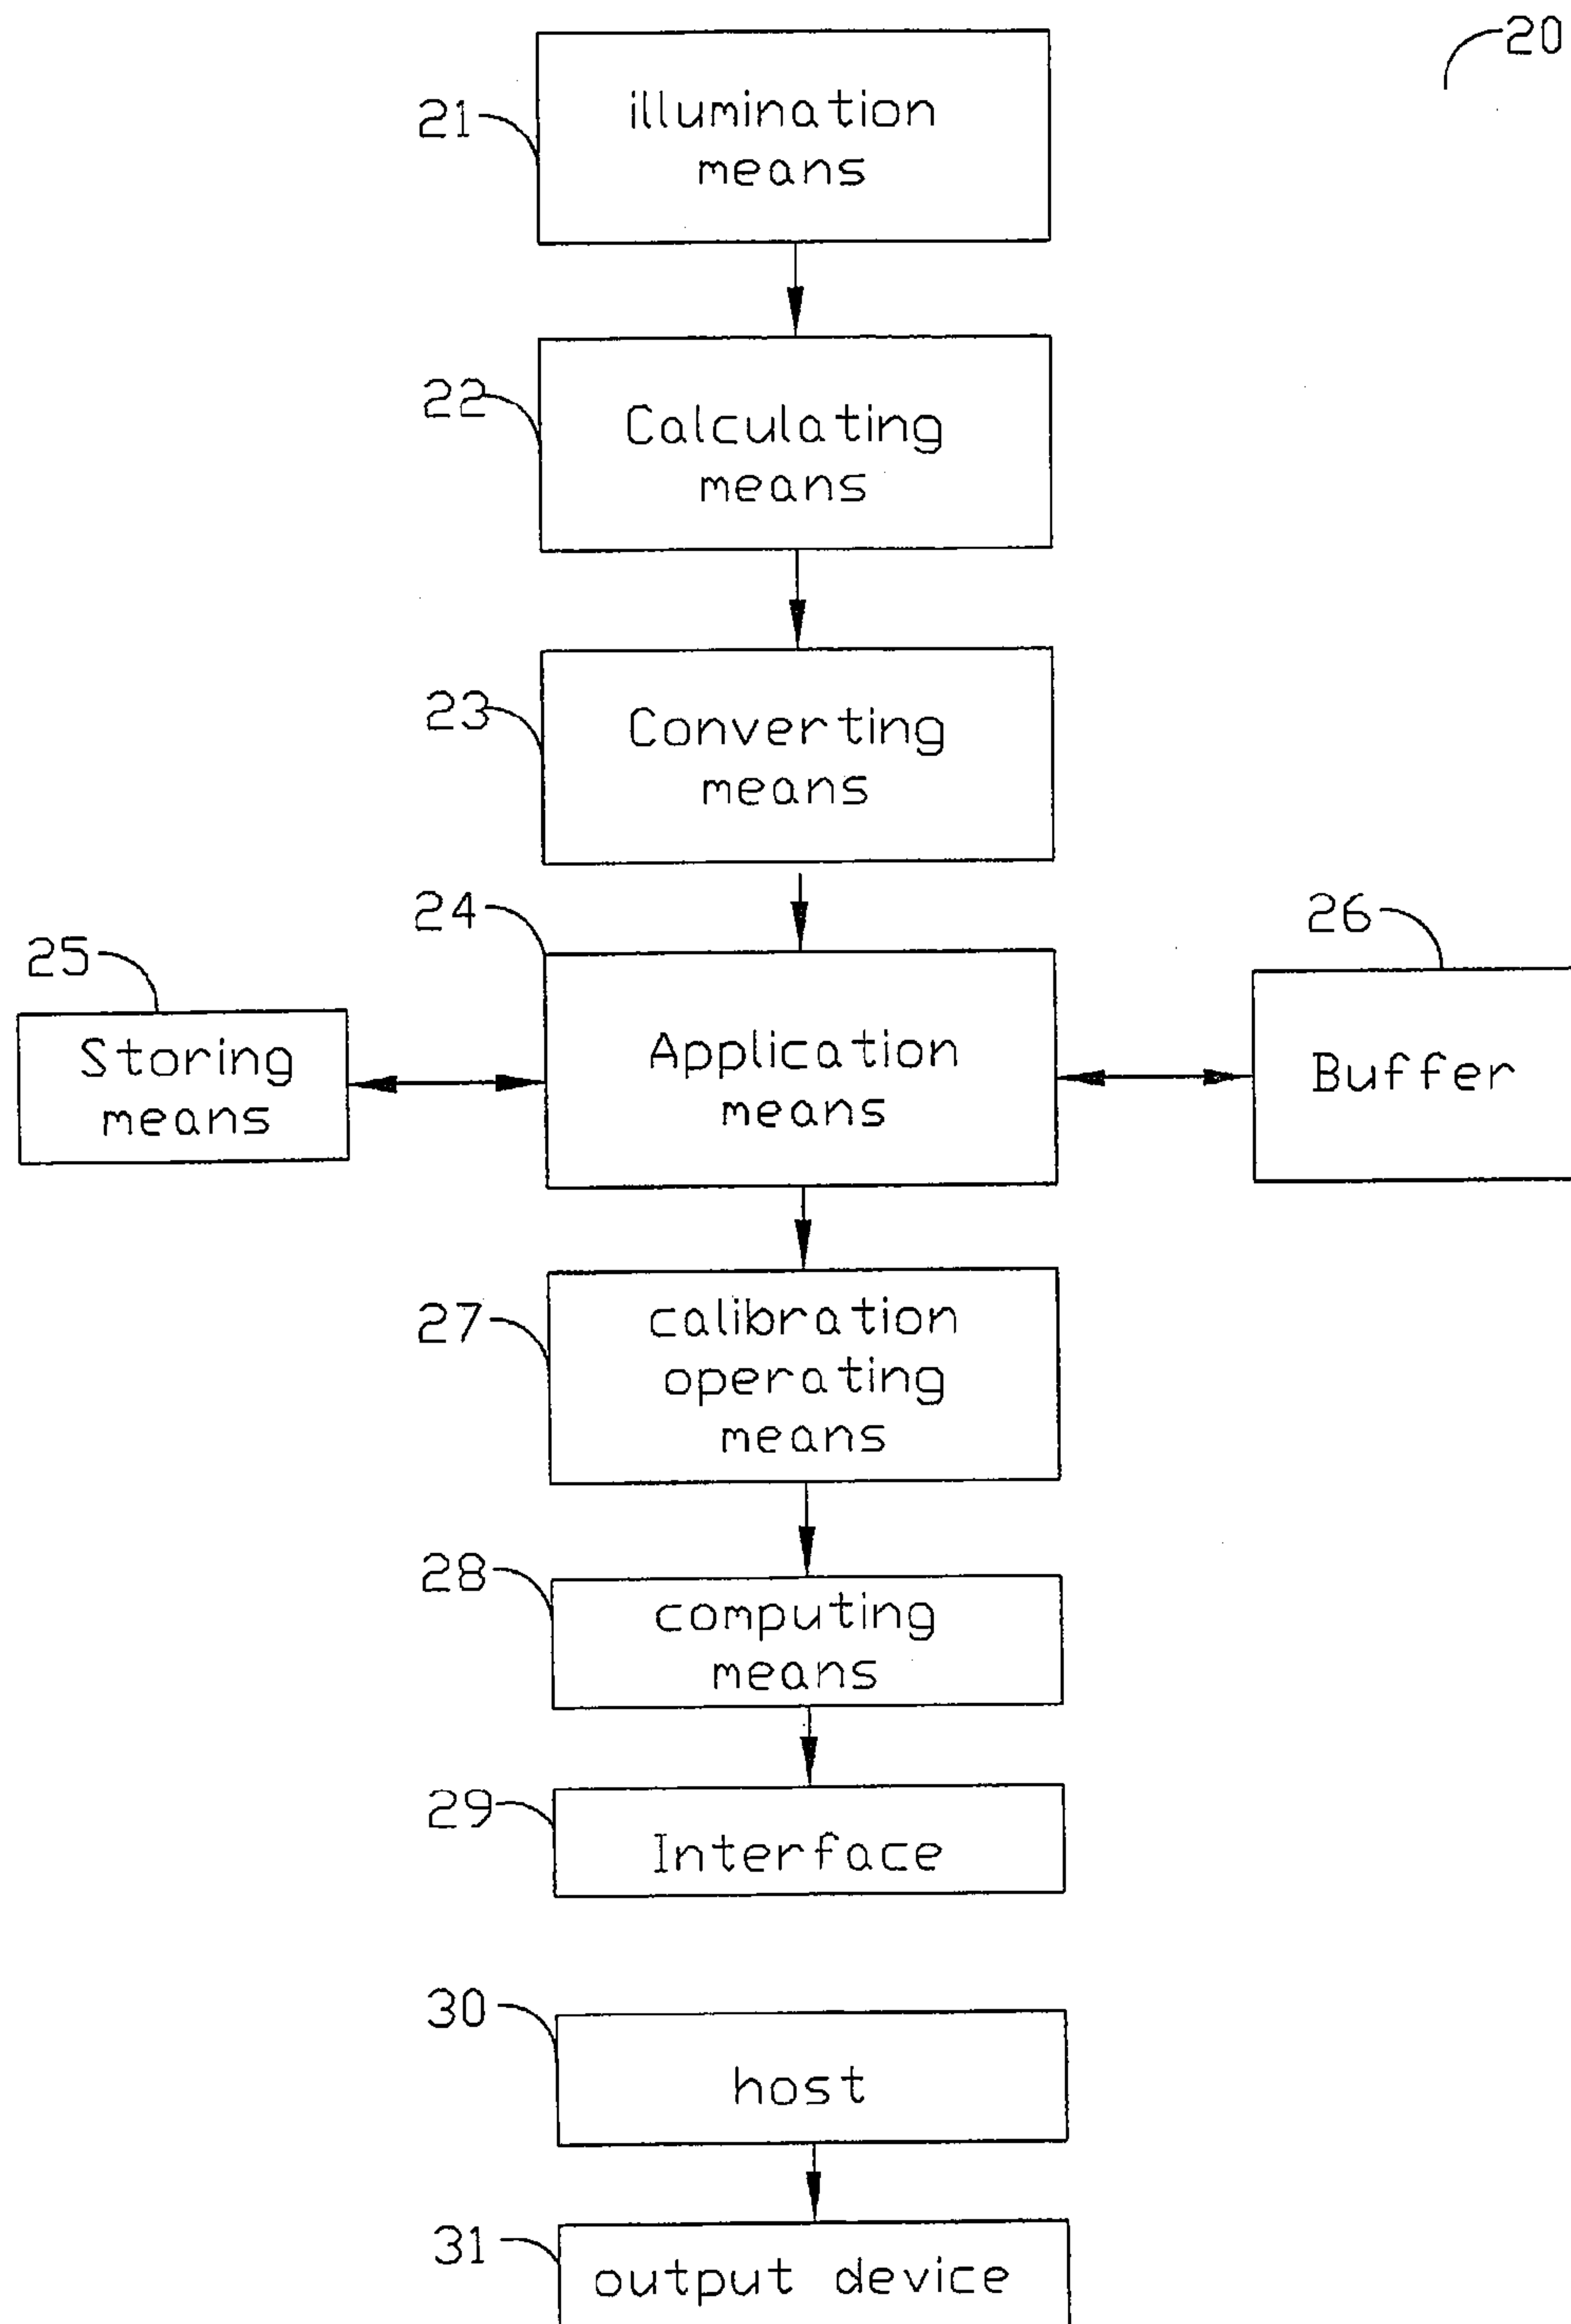 20
21
illumination
means
22
Calculating
means
23
Converting
means
24
25
26
Storing
means
Application
means
Buffer
27
calibration
operating
means
28
computing
means
29
Interface
30
host
31
output device